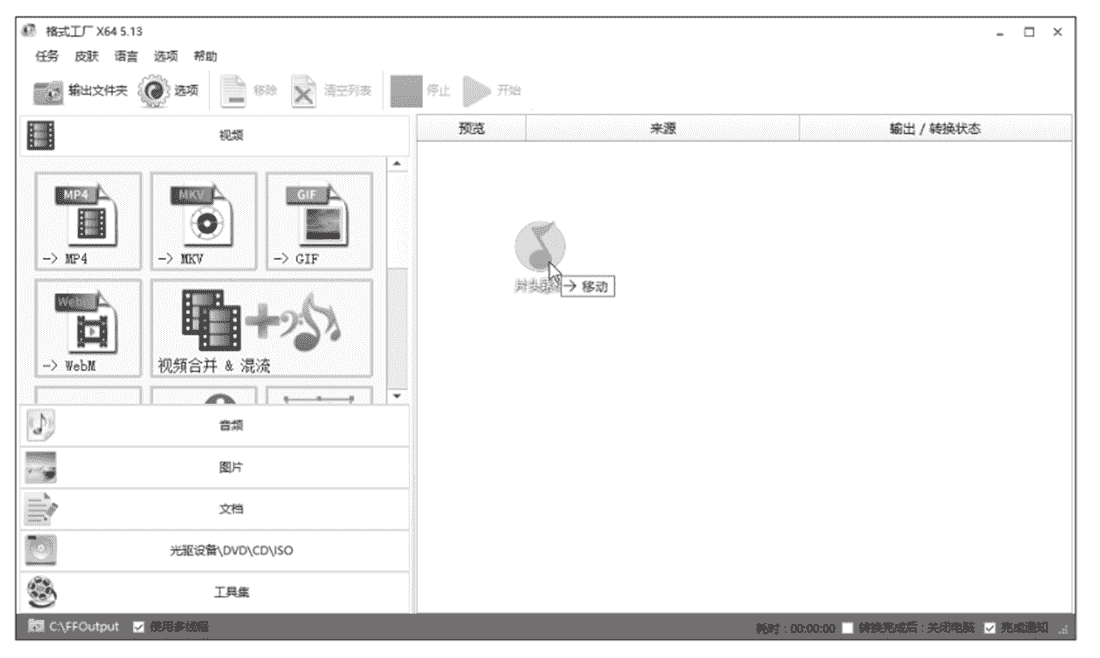 格式工厂 X64 5.13
任务 皮肤 语言 选项 帮助
输出文件夹 选项 移除 清空列表 停止 开始
视频
预览 来源 输出 / 转换状态
MP4 MKV GIF
-> MP4 -> MKV -> GIF
WebM
-> WebM 视频合并 & 混流
片头 → 移动
音频
图片
文档
光驱设备\DVD\CD\ISO
工具集
C:\FFOutput 使用多线程 耗时 : 00:00:00 转换完成后 : 关闭电脑 完成通知